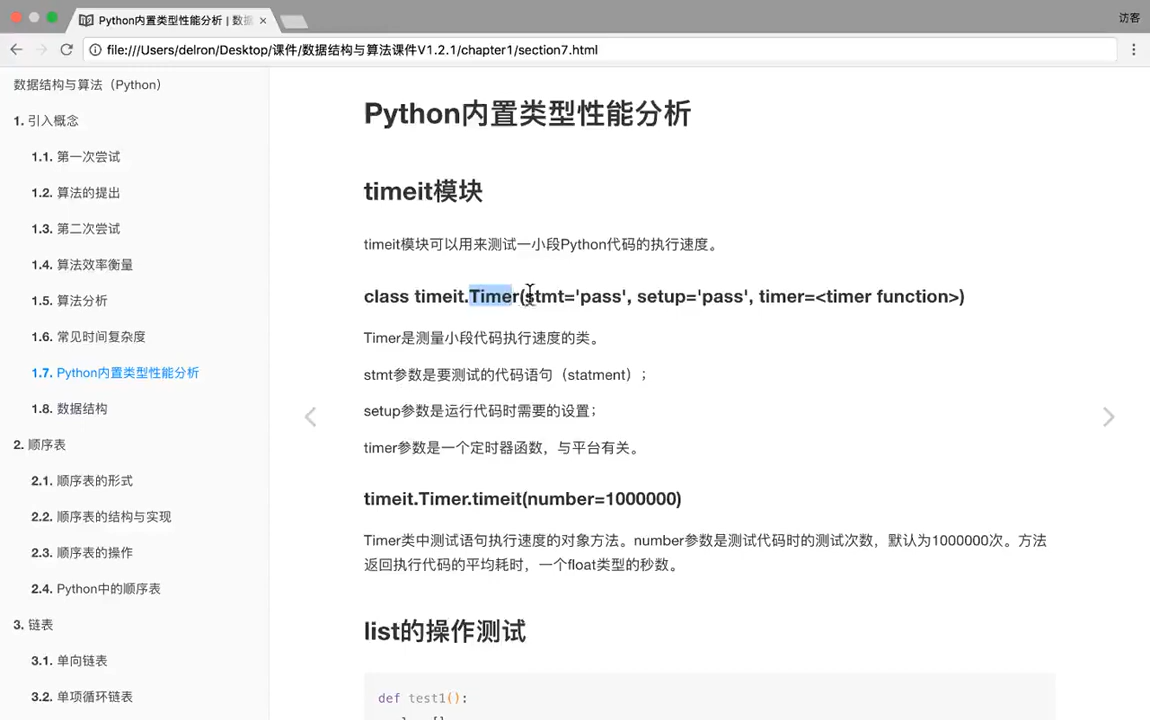 Python内置类型性能分析 | 数据
访客
file:///Users/delron/Desktop/课件/数据结构与算法课件V1.2.1/chapter1/section7.html
数据结构与算法（Python）
1. 引入概念
1.1. 第一次尝试
1.2. 算法的提出
1.3. 第二次尝试
1.4. 算法效率衡量
1.5. 算法分析
1.6. 常见时间复杂度
1.7. Python内置类型性能分析
1.8. 数据结构
2. 顺序表
2.1. 顺序表的形式
2.2. 顺序表的结构与实现
2.3. 顺序表的操作
2.4. Python中的顺序表
3. 链表
3.1. 单向链表
3.2. 单项循环链表
Python内置类型性能分析
timeit模块
timeit模块可以用来测试一小段Python代码的执行速度。
class timeit.Timer(stmt='pass', setup='pass', timer=<timer function>)
Timer是测量小段代码执行速度的类。
stmt参数是要测试的代码语句（statment）；
setup参数是运行代码时需要的设置；
timer参数是一个定时器函数，与平台有关。
timeit.Timer.timeit(number=1000000)
Timer类中测试语句执行速度的对象方法。number参数是测试代码时的测试次数，默认为1000000次。方法
返回执行代码的平均耗时，一个float类型的秒数。
list的操作测试
def test1():